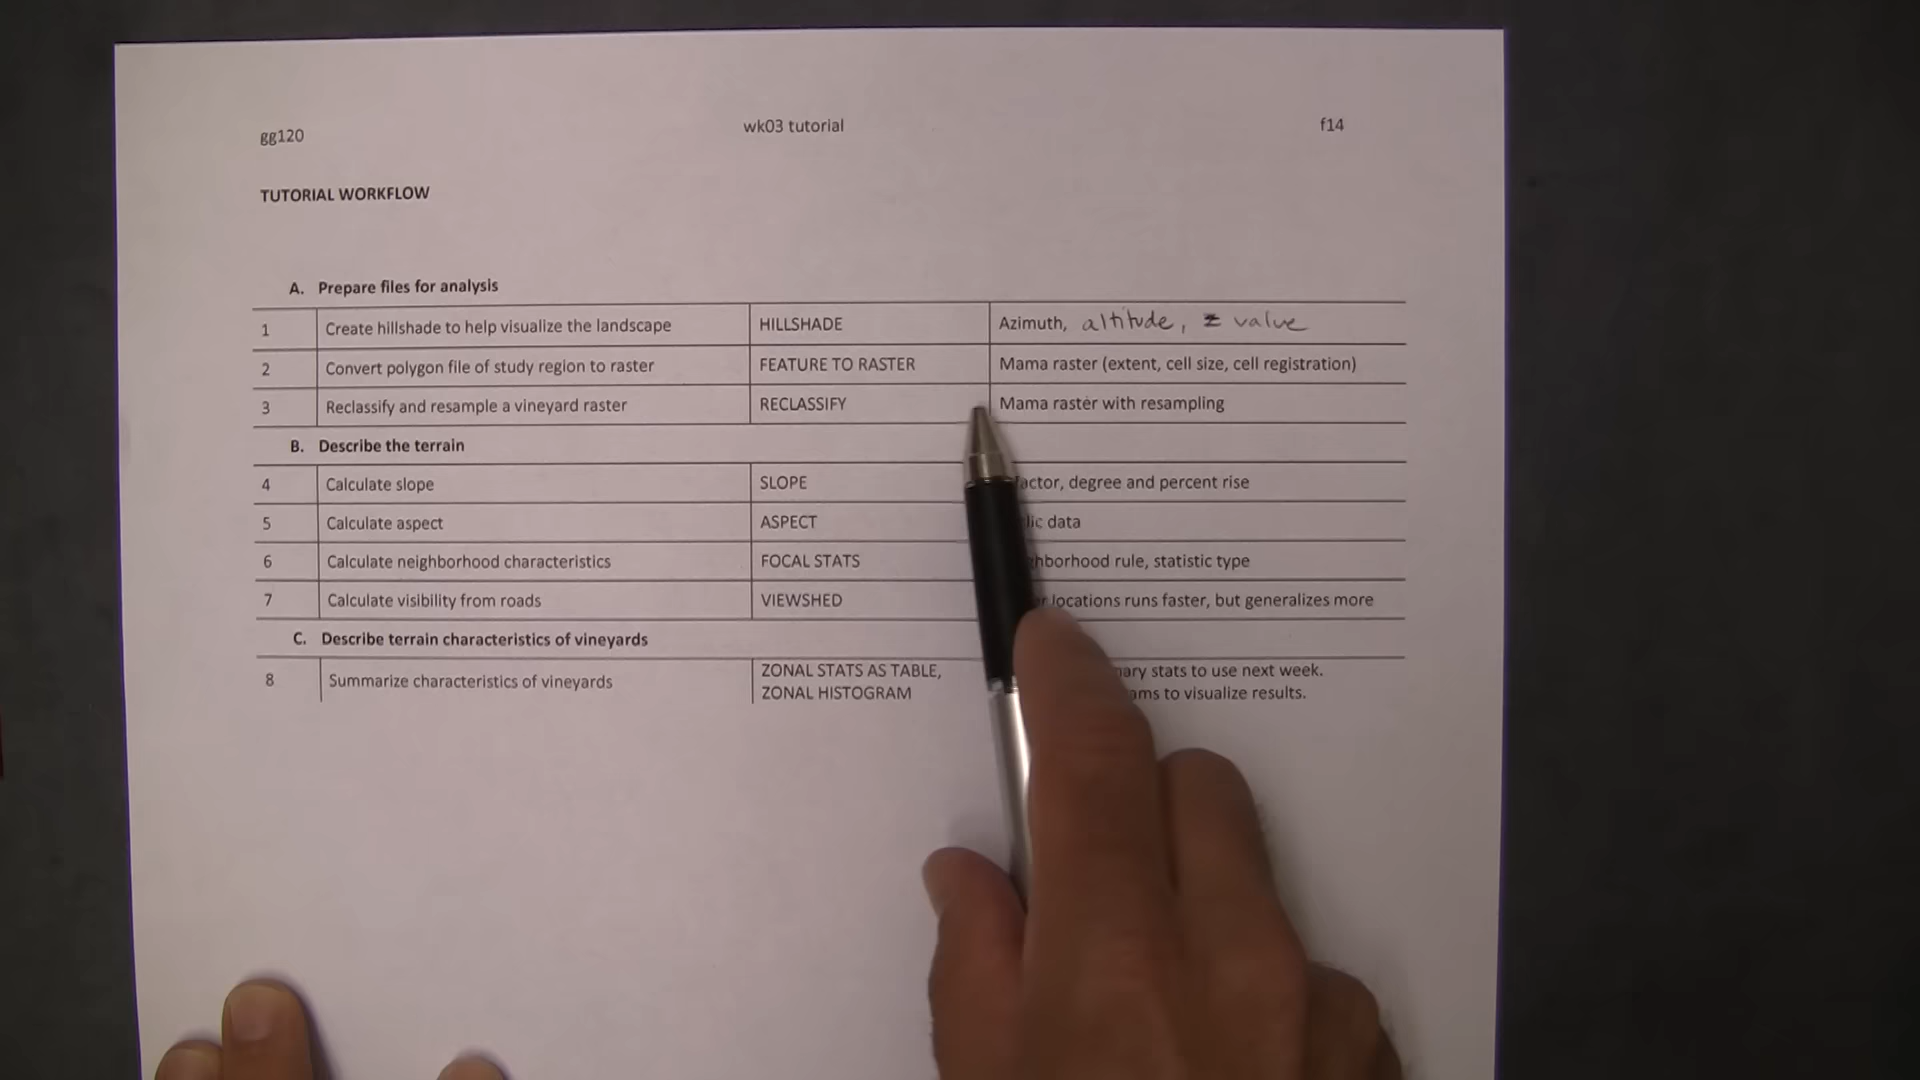 gg120 wk03 tutorial f14
TUTORIAL WORKFLOW
A. Prepare files for analysis
1 Create hillshade to help visualize the landscape HILLSHADE Azimuth, altitude, z value
2 Convert polygon file of study region to raster FEATURE TO RASTER Mama raster (extent, cell size, cell registration)
3 Reclassify and resample a vineyard raster RECLASSIFY Mama raster with resampling
B. Describe the terrain
4 Calculate slope SLOPE degree and percent rise
5 Calculate aspect ASPECT data
6 Calculate neighborhood characteristics FOCAL STATS rule, statistic type
7 Calculate visibility from roads VIEWSHED locations runs faster, but generalizes more
C. Describe terrain characteristics of vineyards
8 Summarize characteristics of vineyards ZONAL STATS AS TABLE, stats to use next week.
ZONAL HISTOGRAM to visualize results.